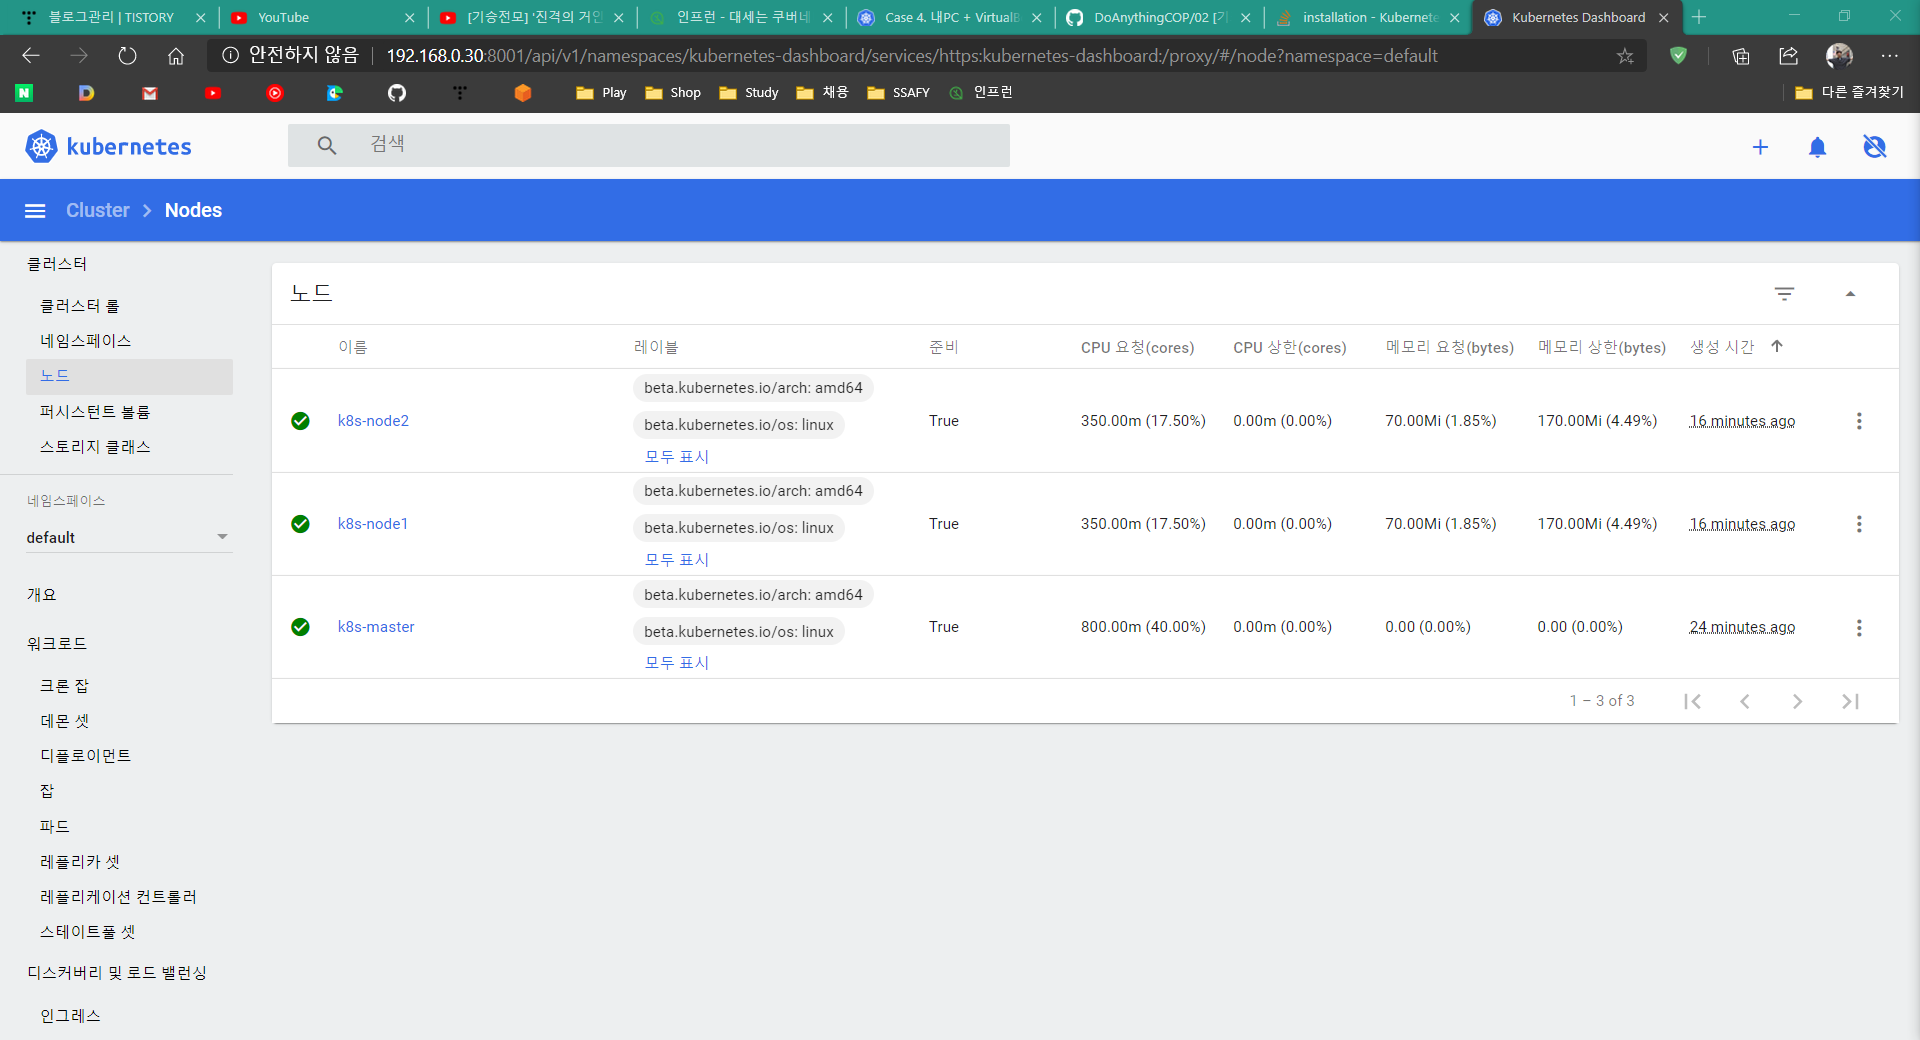 블로그관리 | TISTORY
YouTube
[기승전모] '진격의 거인
인프런 - 대세는 쿠버네
Case 4. 내PC + VirtualB
DoAnythingCOP/02 [기
installation - Kubernete
Kubernetes Dashboard
안전하지 않음
192.168.0.30:8001/api/v1/namespaces/kubernetes-dashboard/services/https:kubernetes-dashboard:/proxy/#/node?namespace=default
Play
Shop
Study
채용
SSAFY
인프런
다른 즐겨찾기
kubernetes
검색
Cluster
Nodes
클러스터
클러스터 롤
네임스페이스
노드
퍼시스턴트 볼륨
스토리지 클래스
네임스페이스
default
개요
워크로드
크론 잡
데몬 셋
디플로이먼트
잡
파드
레플리카 셋
레플리케이션 컨트롤러
스테이트풀 셋
디스커버리 및 로드 밸런싱
인그레스
노드
이름 레이블 준비 CPU 요청(cores) CPU 상한(cores) 메모리 요청(bytes) 메모리 상한(bytes) 생성 시간
beta.kubernetes.io/arch: amd64
k8s-node2 True 350.00m (17.50%) 0.00m (0.00%) 70.00Mi (1.85%) 170.00Mi (4.49%) 16 minutes ago
beta.kubernetes.io/os: linux
모두 표시
beta.kubernetes.io/arch: amd64
k8s-node1 True 350.00m (17.50%) 0.00m (0.00%) 70.00Mi (1.85%) 170.00Mi (4.49%) 16 minutes ago
beta.kubernetes.io/os: linux
모두 표시
beta.kubernetes.io/arch: amd64
k8s-master True 800.00m (40.00%) 0.00m (0.00%) 0.00 (0.00%) 0.00 (0.00%) 24 minutes ago
beta.kubernetes.io/os: linux
모두 표시
1 – 3 of 3